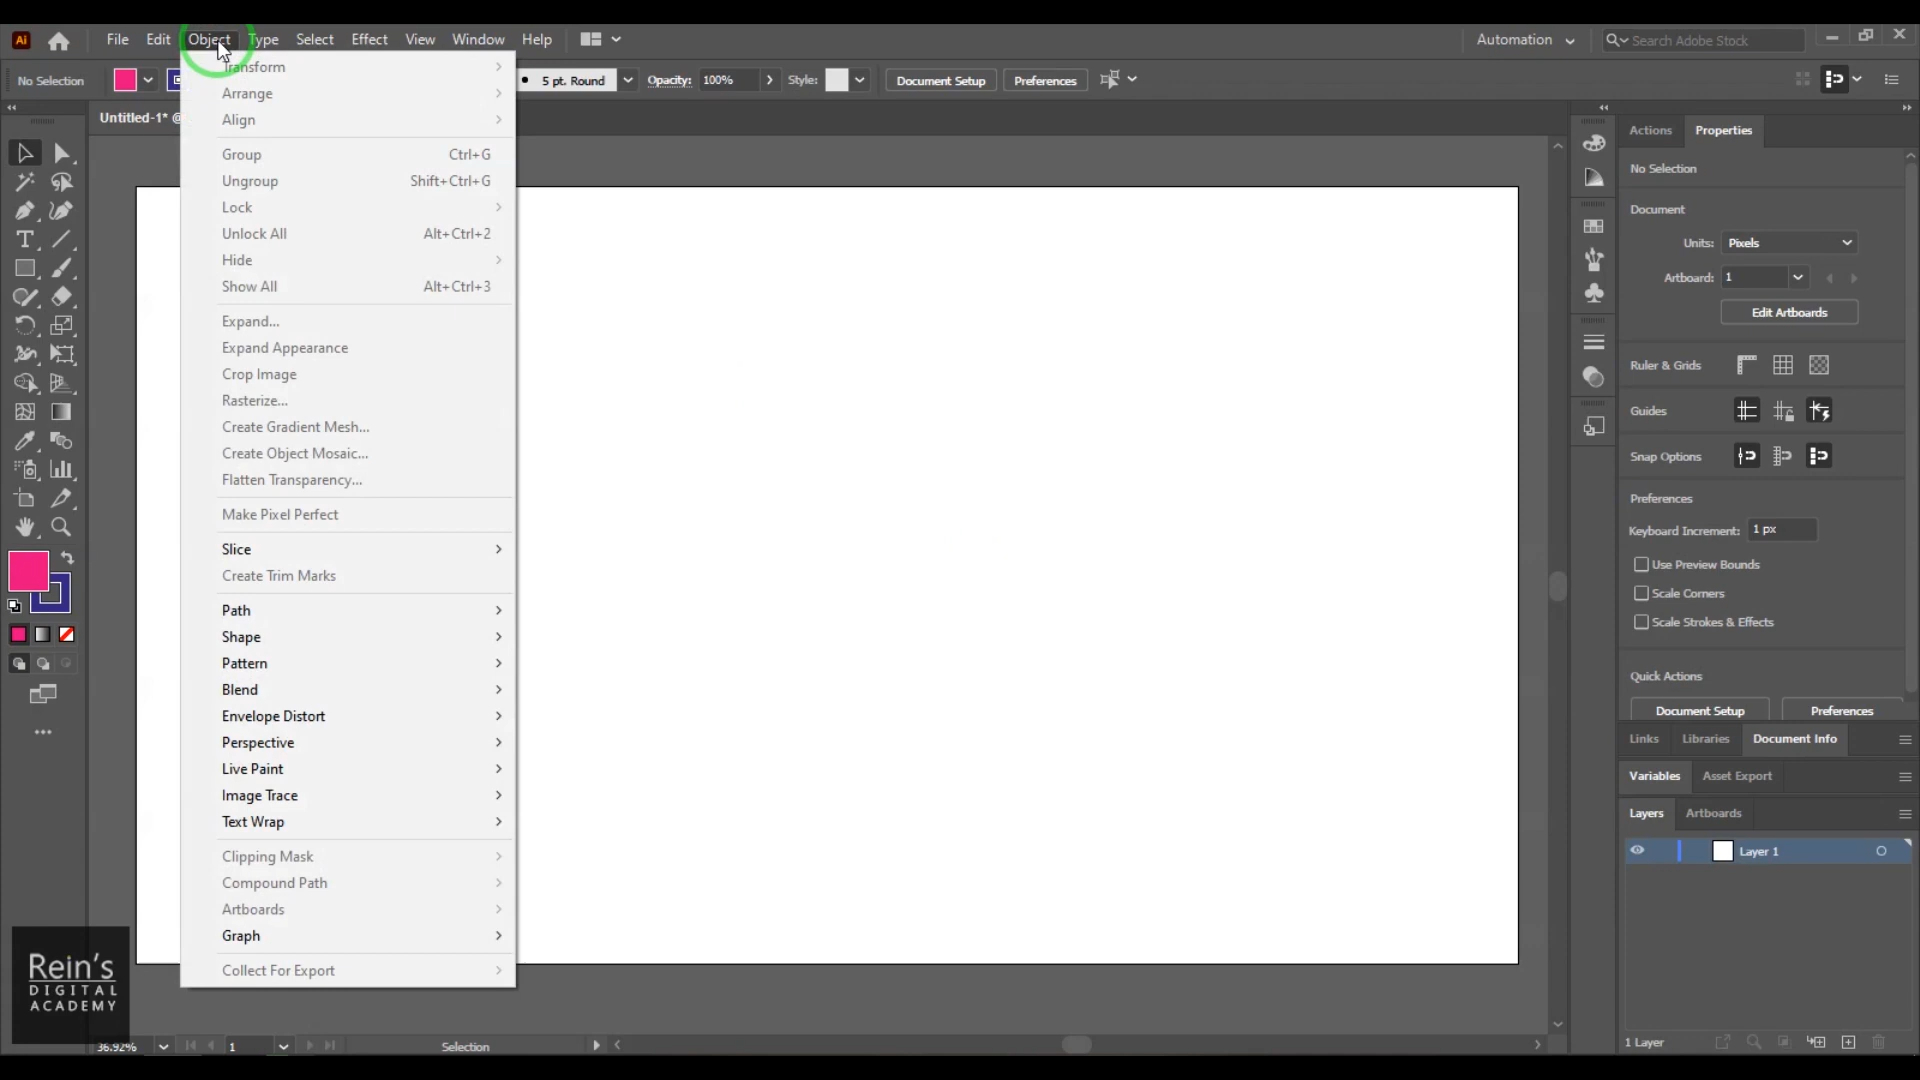 Ai File Edit Object Type Select Effect View Window Help Automation Search Adobe Stock
No Selection 5 pt. Round Opacity: 100% Style: Document Setup Preferences
Untitled-1* @
Transform
Arrange
Align
Group Ctrl+G
Ungroup Shift+Ctrl+G
Lock
Unlock All Alt+Ctrl+2
Hide
Show All Alt+Ctrl+3
Expand...
Expand Appearance
Crop Image
Rasterize...
Create Gradient Mesh...
Create Object Mosaic...
Flatten Transparency...
Make Pixel Perfect
Slice
Create Trim Marks
Path
Shape
Pattern
Blend
Envelope Distort
Perspective
Live Paint
Image Trace
Text Wrap
Clipping Mask
Compound Path
Artboards
Graph
Collect For Export
Actions Properties
No Selection
Document
Units: Pixels
Artboard: 1
Edit Artboards
Ruler & Grids
Guides
Snap Options
Preferences
Keyboard Increment: 1 px
Use Preview Bounds
Scale Corners
Scale Strokes & Effects
Quick Actions
Document Setup Preferences
Links Libraries Document Info
Variables Asset Export
Layers Artboards
Layer 1
1 Layer
Rein's
DIGITAL
ACADEMY
36.92% 1 Selection